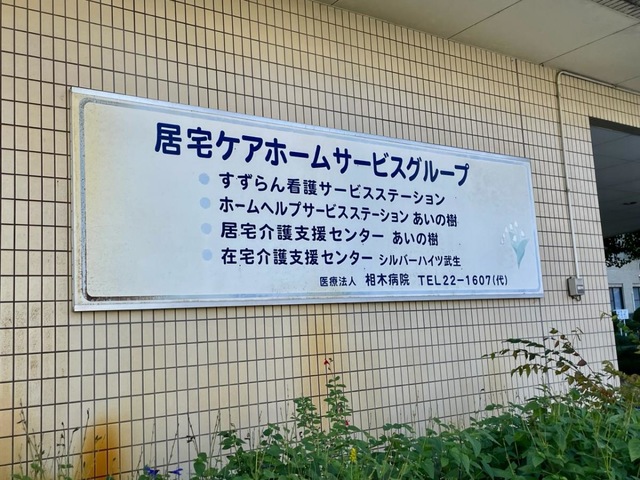 居宅ケアホームサービスグループ
すずらん看護サービスステーション
ホームヘルプサービスステーション あいの樹
居宅介護支援センター あいの樹
在宅介護支援センター シルバーハイツ武生
医療法人 相木病院 TEL22-1607(代)